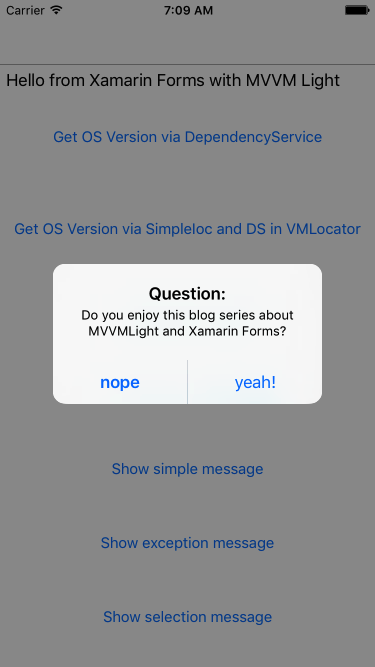 Carrier 7:09 AM
Hello from Xamarin Forms with MVVM Light
Get OS Version via DependencyService
Get OS Version via SimpleIoc and DS in VMLocator
Question:
Do you enjoy this blog series about
MVVMLight and Xamarin Forms?
nope yeah!
Show simple message
Show exception message
Show selection message